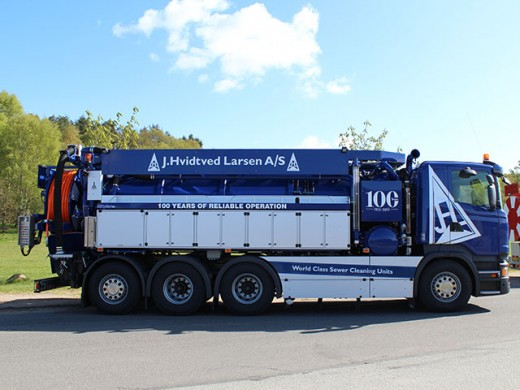 J.Hvidtved Larsen A/S
100 YEARS OF RELIABLE OPERATION
100
World Class Sewer Cleaning Units